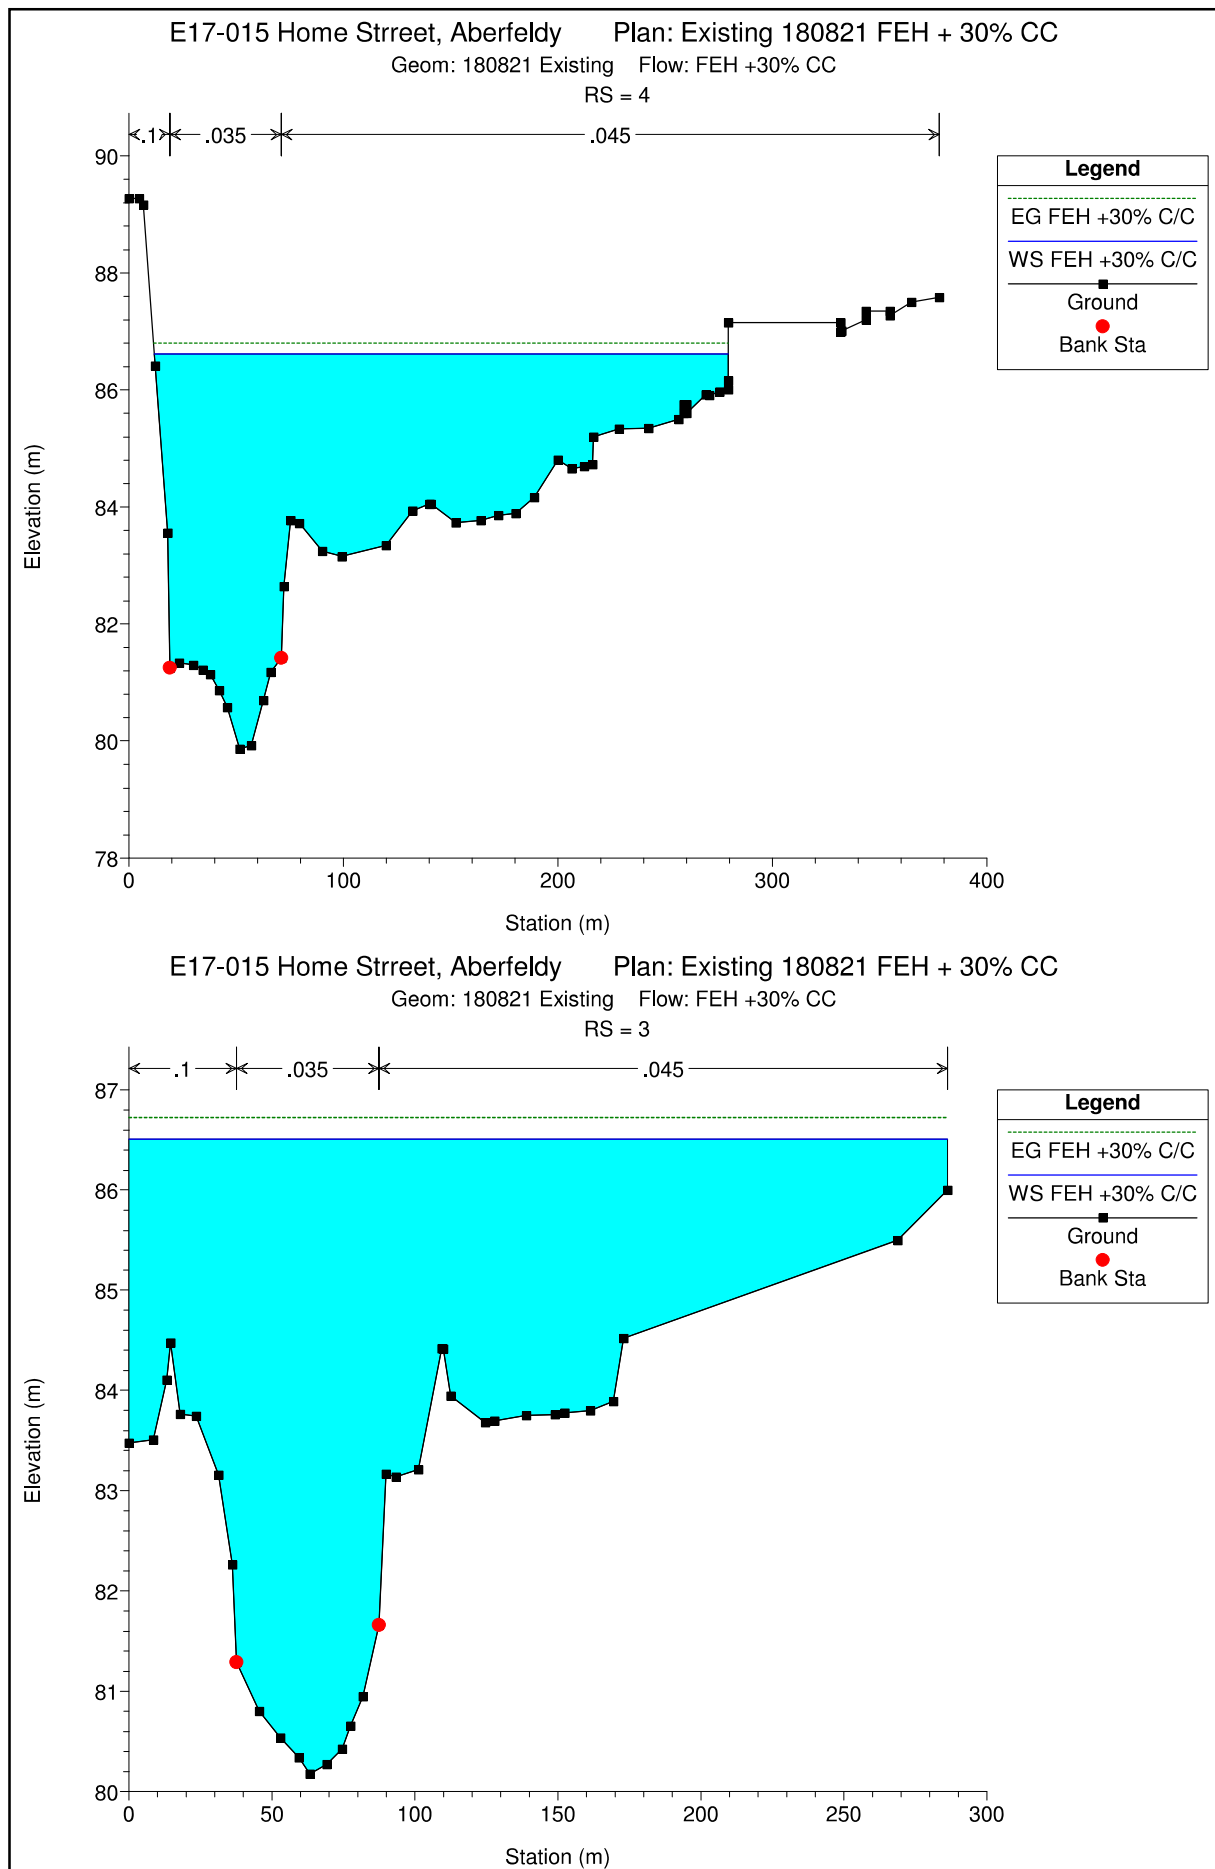 E17-015 Home Strreet, Aberfeldy Plan: Existing 180821 FEH + 30% CC
Geom: 180821 Existing Flow: FEH +30% CC
RS = 4
.1 .035 .045
90
88
86
84
82
80
78
Elevation (m)
0 100 200 300 400
Station (m)
Legend
EG FEH +30% C/C
WS FEH +30% C/C
Ground
Bank Sta
E17-015 Home Strreet, Aberfeldy Plan: Existing 180821 FEH + 30% CC
Geom: 180821 Existing Flow: FEH +30% CC
RS = 3
.1 .035 .045
87
86
85
84
83
82
81
80
Elevation (m)
0 50 100 150 200 250 300
Station (m)
Legend
EG FEH +30% C/C
WS FEH +30% C/C
Ground
Bank Sta